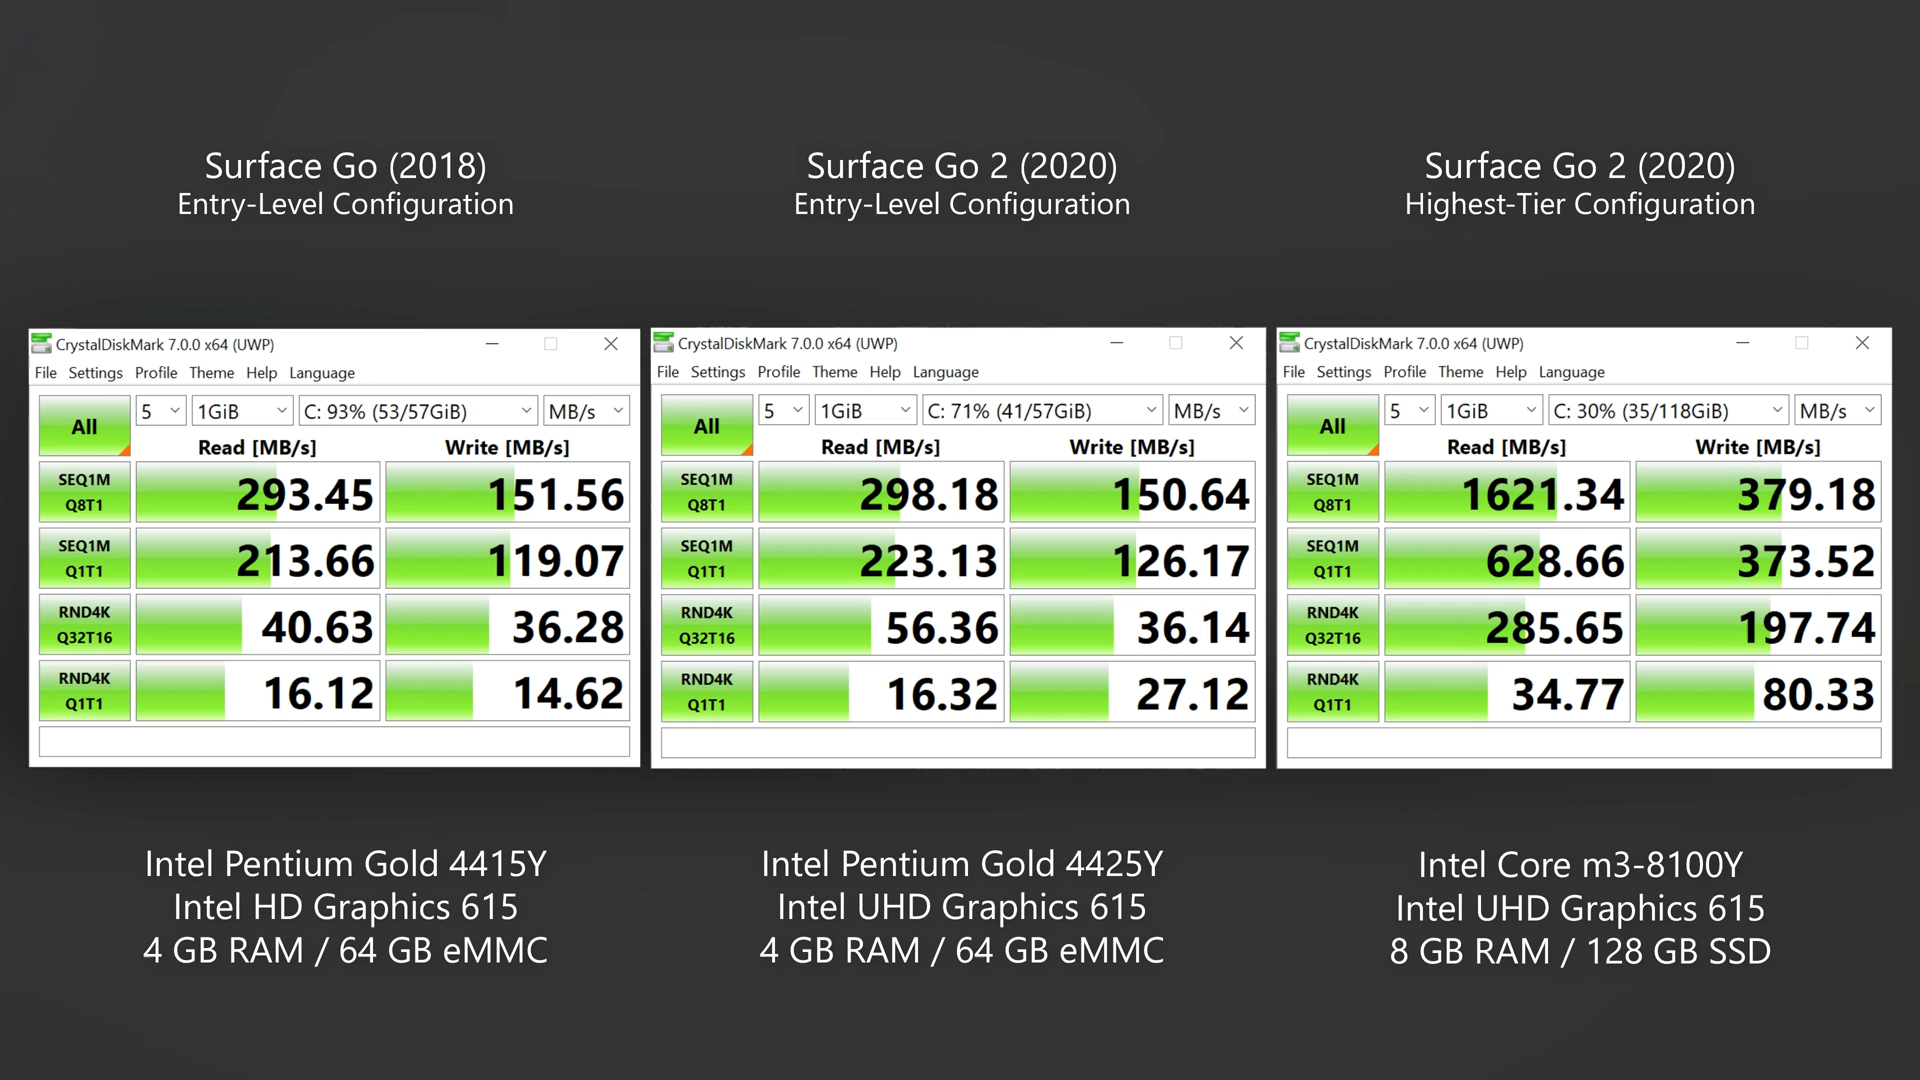 Surface Go (2018)
Entry-Level Configuration
CrystalDiskMark 7.0.0 x64 (UWP)
File Settings Profile Theme Help Language
All 5 1GiB C: 93% (53/57GiB) MB/s
Read [MB/s] Write [MB/s]
SEQ1M
Q8T1
293.45 151.56
SEQ1M
Q1T1
213.66 119.07
RND4K
Q32T16
40.63 36.28
RND4K
Q1T1
16.12 14.62
Intel Pentium Gold 4415Y
Intel HD Graphics 615
4 GB RAM / 64 GB eMMC
Surface Go 2 (2020)
Entry-Level Configuration
CrystalDiskMark 7.0.0 x64 (UWP)
File Settings Profile Theme Help Language
All 5 1GiB C: 71% (41/57GiB) MB/s
Read [MB/s] Write [MB/s]
SEQ1M
Q8T1
298.18 150.64
SEQ1M
Q1T1
223.13 126.17
RND4K
Q32T16
56.36 36.14
RND4K
Q1T1
16.32 27.12
Intel Pentium Gold 4425Y
Intel UHD Graphics 615
4 GB RAM / 64 GB eMMC
Surface Go 2 (2020)
Highest-Tier Configuration
CrystalDiskMark 7.0.0 x64 (UWP)
File Settings Profile Theme Help Language
All 5 1GiB C: 30% (35/118GiB) MB/s
Read [MB/s] Write [MB/s]
SEQ1M
Q8T1
1621.34 379.18
SEQ1M
Q1T1
628.66 373.52
RND4K
Q32T16
285.65 197.74
RND4K
Q1T1
34.77 80.33
Intel Core m3-8100Y
Intel UHD Graphics 615
8 GB RAM / 128 GB SSD